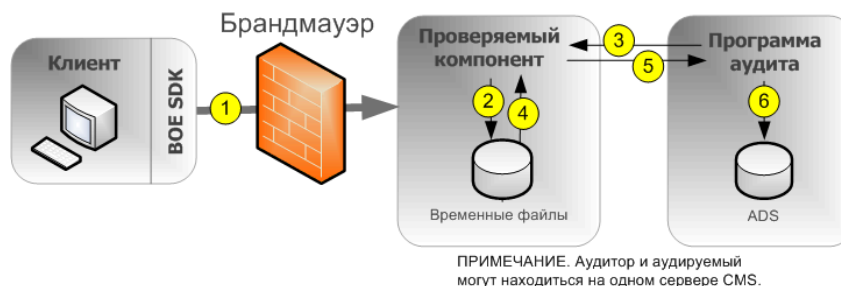 Брандмауэр
Клиент
BOE SDK
1
Проверяемый
компонент
2
4
Временные файлы
3
5
Программа
аудита
6
ADS
ПРИМЕЧАНИЕ. Аудитор и аудируемый
могут находиться на одном сервере CMS.